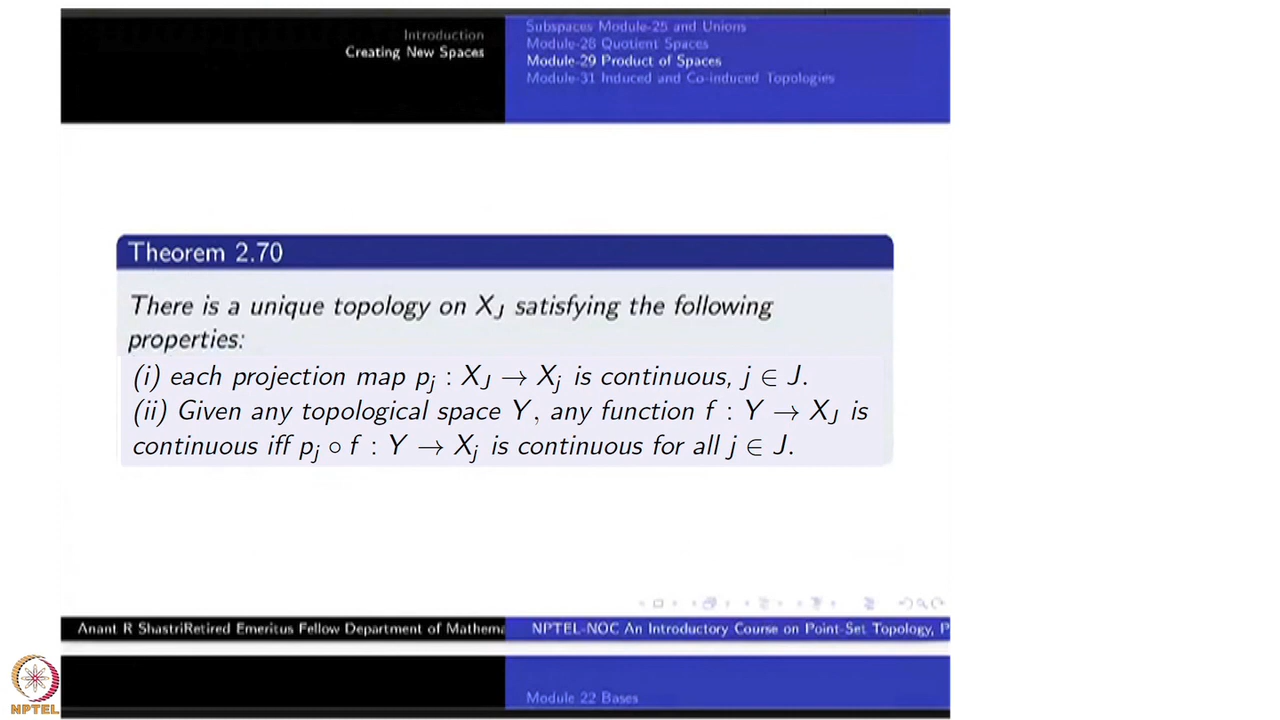 Introduction
Creating New Spaces
Subspaces Module-25 and Unions
Module-28 Quotient Spaces
Module-29 Product of Spaces
Module-31 Induced and Co-induced Topologies
Theorem 2.70
There is a unique topology on X_J satisfying the following
properties:
(i) each projection map p_j : X_J → X_j is continuous, j ∈ J.
(ii) Given any topological space Y, any function f : Y → X_J is
continuous iff p_j ∘ f : Y → X_j is continuous for all j ∈ J.
Anant R ShastriRetired Emeritus Fellow Department of Mathema
NPTEL-NOC An Introductory Course on Point-Set Topology, P
Module 22 Bases
NPTEL